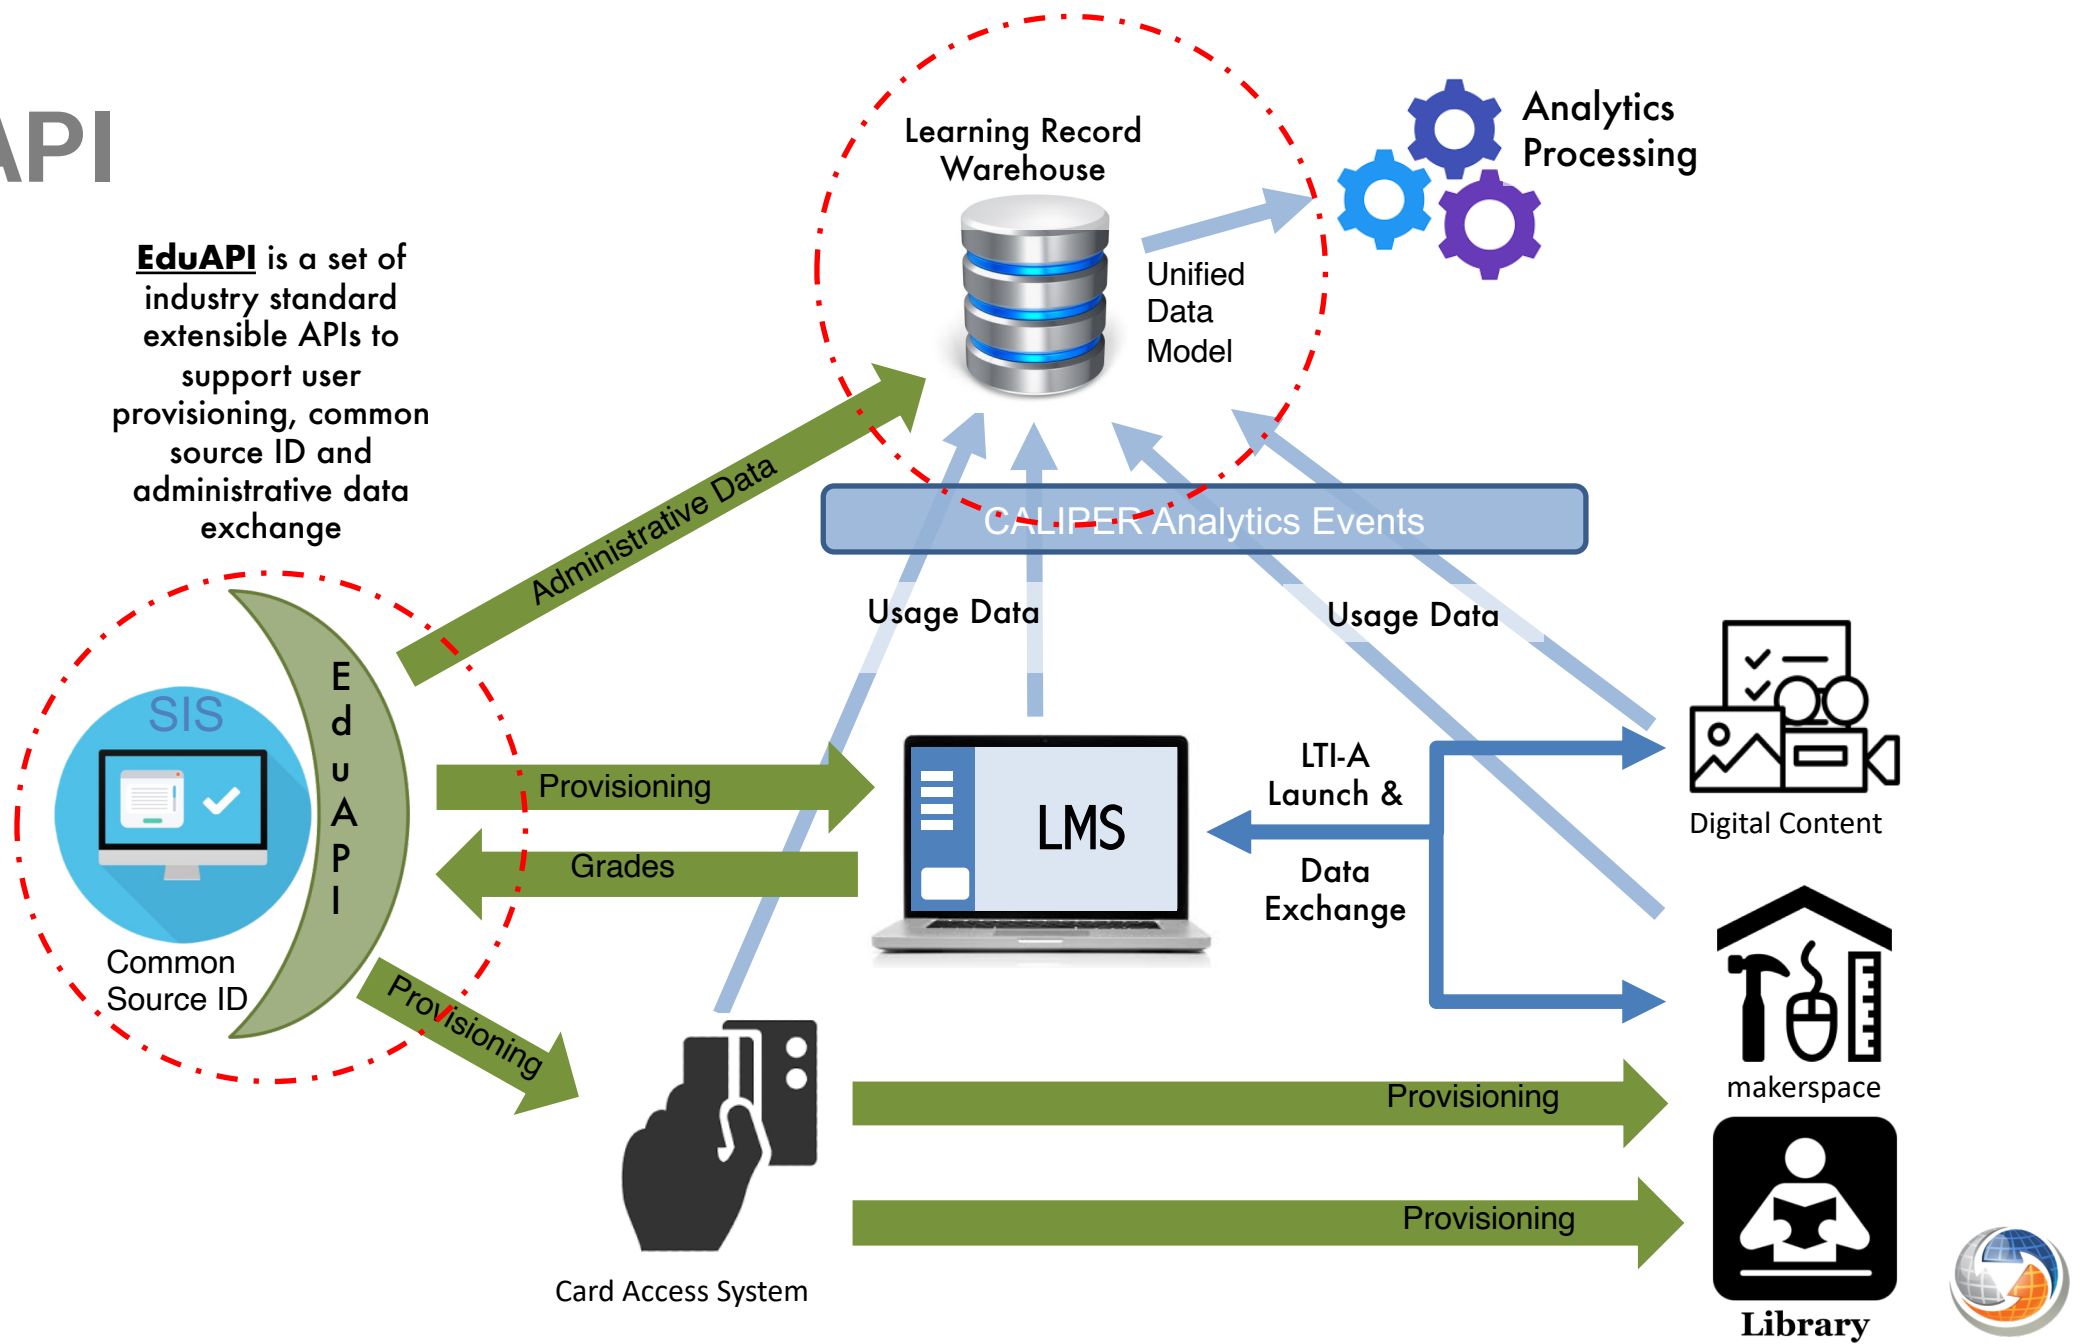 API
EduAPI is a set of
industry standard
extensible APIs to
support user
provisioning, common
source ID and
administrative data
exchange
Learning Record
Warehouse
Unified
Data
Model
Analytics
Processing
Administrative Data
CALIPER Analytics Events
Usage Data
Usage Data
SIS
EduAPI
Common
Source ID
Provisioning
Grades
Provisioning
LMS
LTI-A
Launch &
Data
Exchange
Digital Content
makerspace
Provisioning
Provisioning
Card Access System
Library